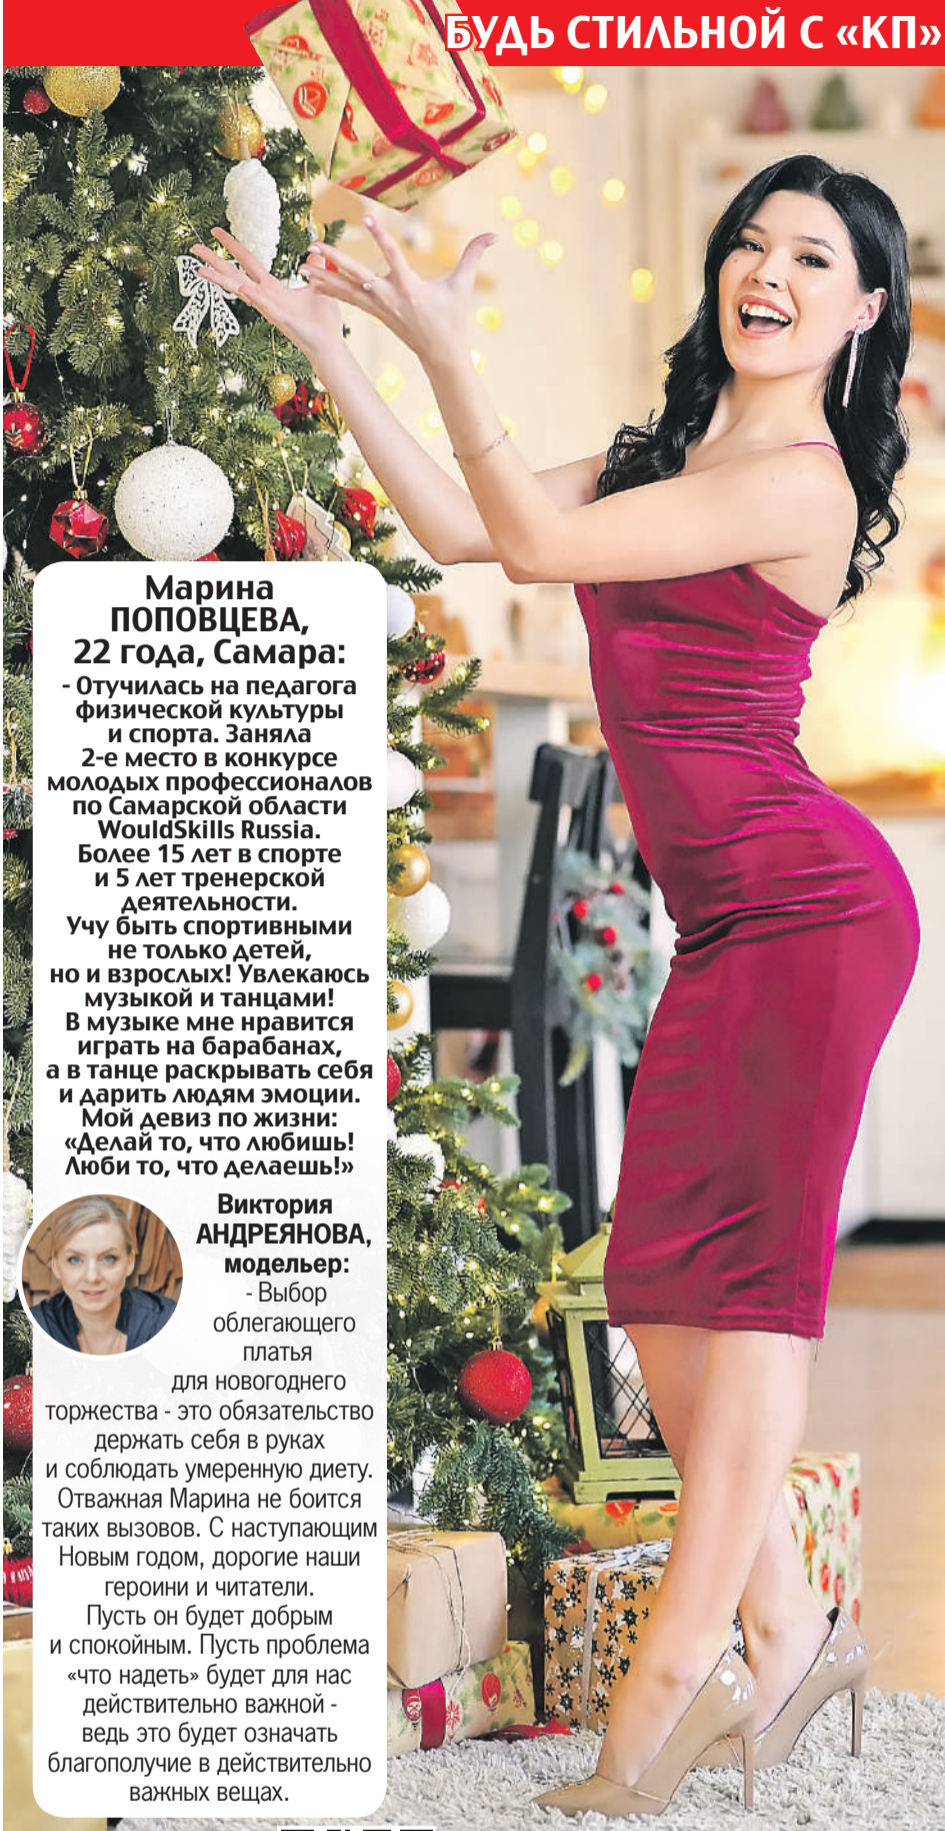 БУДЬ СТИЛЬНОЙ С «КП»
Марина
ПОПОВЦЕВА,
22 года, Самара:
- Отучилась на педагога
физической культуры
и спорта. Заняла
2-е место в конкурсе
молодых профессионалов
по Самарской области
WouldSkills Russia.
Более 15 лет в спорте
и 5 лет тренерской
деятельности.
Учу быть спортивными
не только детей,
но и взрослых! Увлекаюсь
музыкой и танцами!
В музыке мне нравится
играть на барабанах,
а в танце раскрывать себя
и дарить людям эмоции.
Мой девиз по жизни:
«Делай то, что любишь!
Люби то, что делаешь!»
Виктория
АНДРЕЯНОВА,
модельер:
- Выбор
облегающего
платья
для новогоднего
торжества - это обязательство
держать себя в руках
и соблюдать умеренную диету.
Отважная Марина не боится
таких вызовов. С наступающим
Новым годом, дорогие наши
героини и читатели.
Пусть он будет добрым
и спокойным. Пусть проблема
«что надеть» будет для нас
действительно важной -
ведь это будет означать
благополучие в действительно
важных вещах.